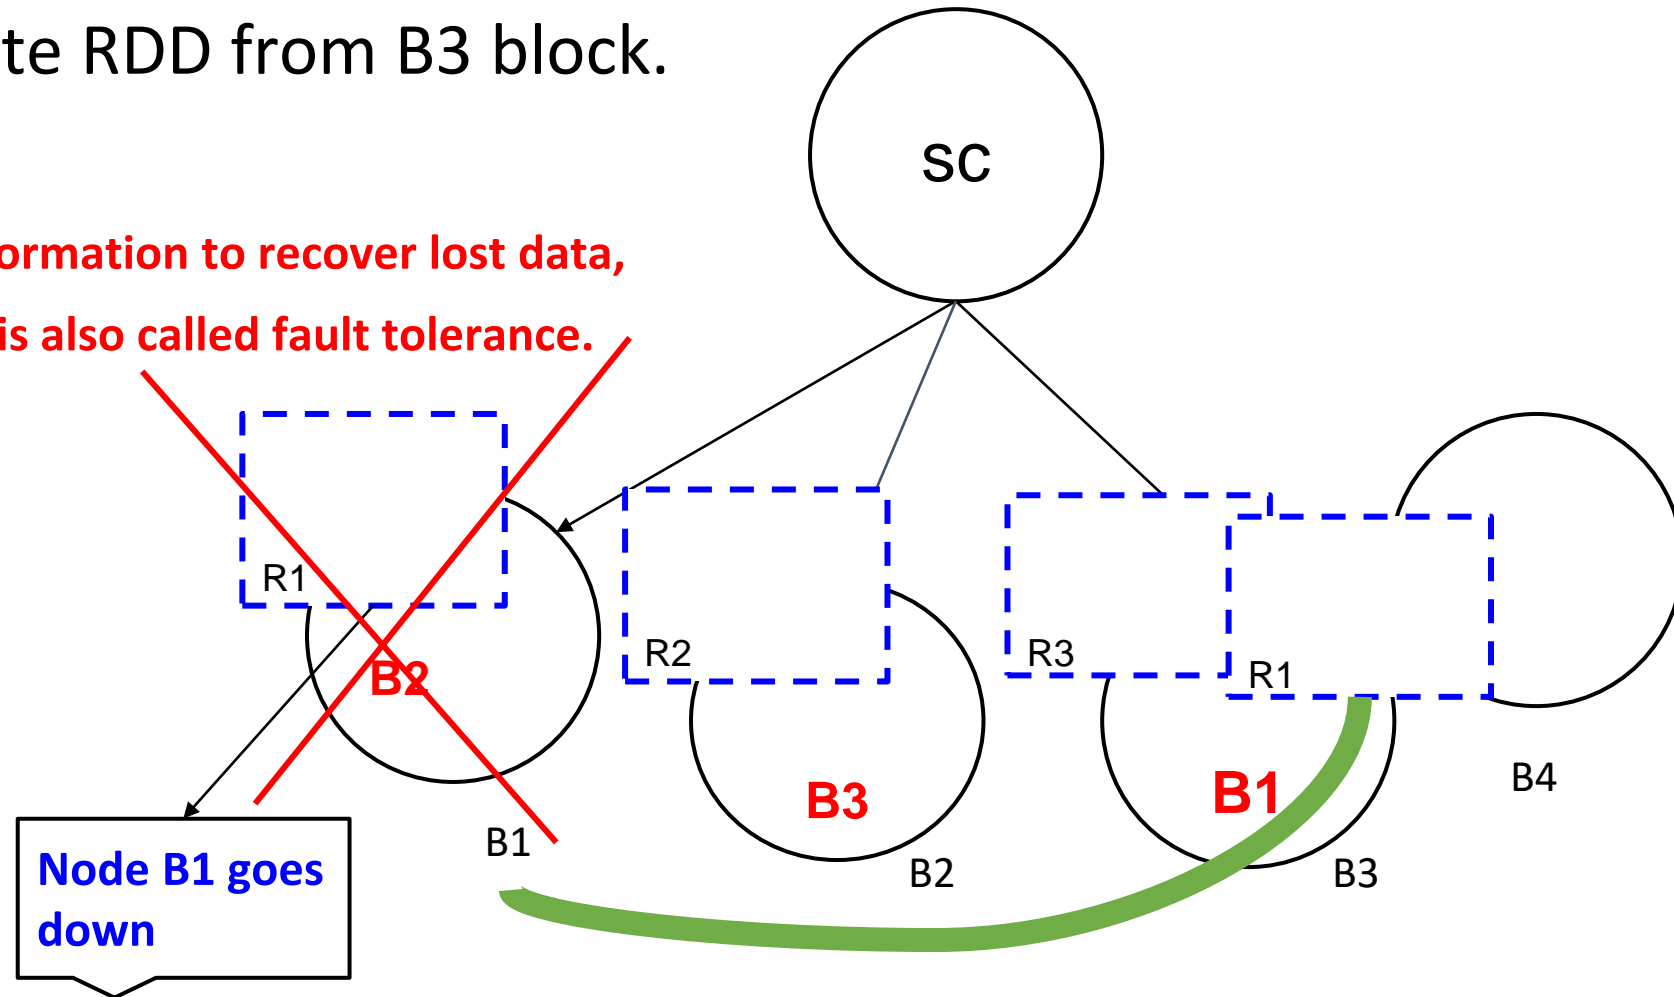 te RDD from B3 block.
sc
ormation to recover lost data,
is also called fault tolerance.
R1
B2
R2
R3
R1
B3
B1
B4
B1
B2
B3
Node B1 goes
down